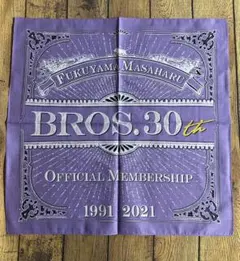 FUKUYAMA MASAHARU
BROS. 30th
OFFICIAL MEMBERSHIP
1991-2021